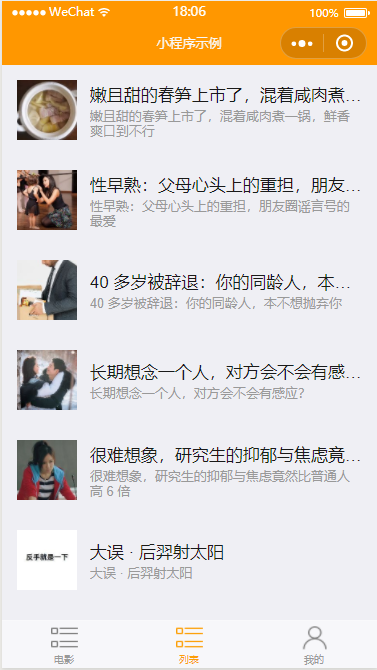 WeChat 18:06 100%
小程序示例
嫩且甜的春笋上市了，混着咸肉煮...
嫩且甜的春笋上市了，混着咸肉煮一锅，鲜香
爽口到不行
性早熟：父母心头上的重担，朋友...
性早熟：父母心头上的重担，朋友圈谣言号的
最爱
40 多岁被辞退：你的同龄人，本...
40 多岁被辞退：你的同龄人，本不想抛弃你
长期想念一个人，对方会不会有感...
长期想念一个人，对方会不会有感应？
很难想象，研究生的抑郁与焦虑竟...
很难想象，研究生的抑郁与焦虑竟然比普通人
高 6 倍
反手就是一下
大误 · 后羿射太阳
大误 · 后羿射太阳
电影 列表 我的